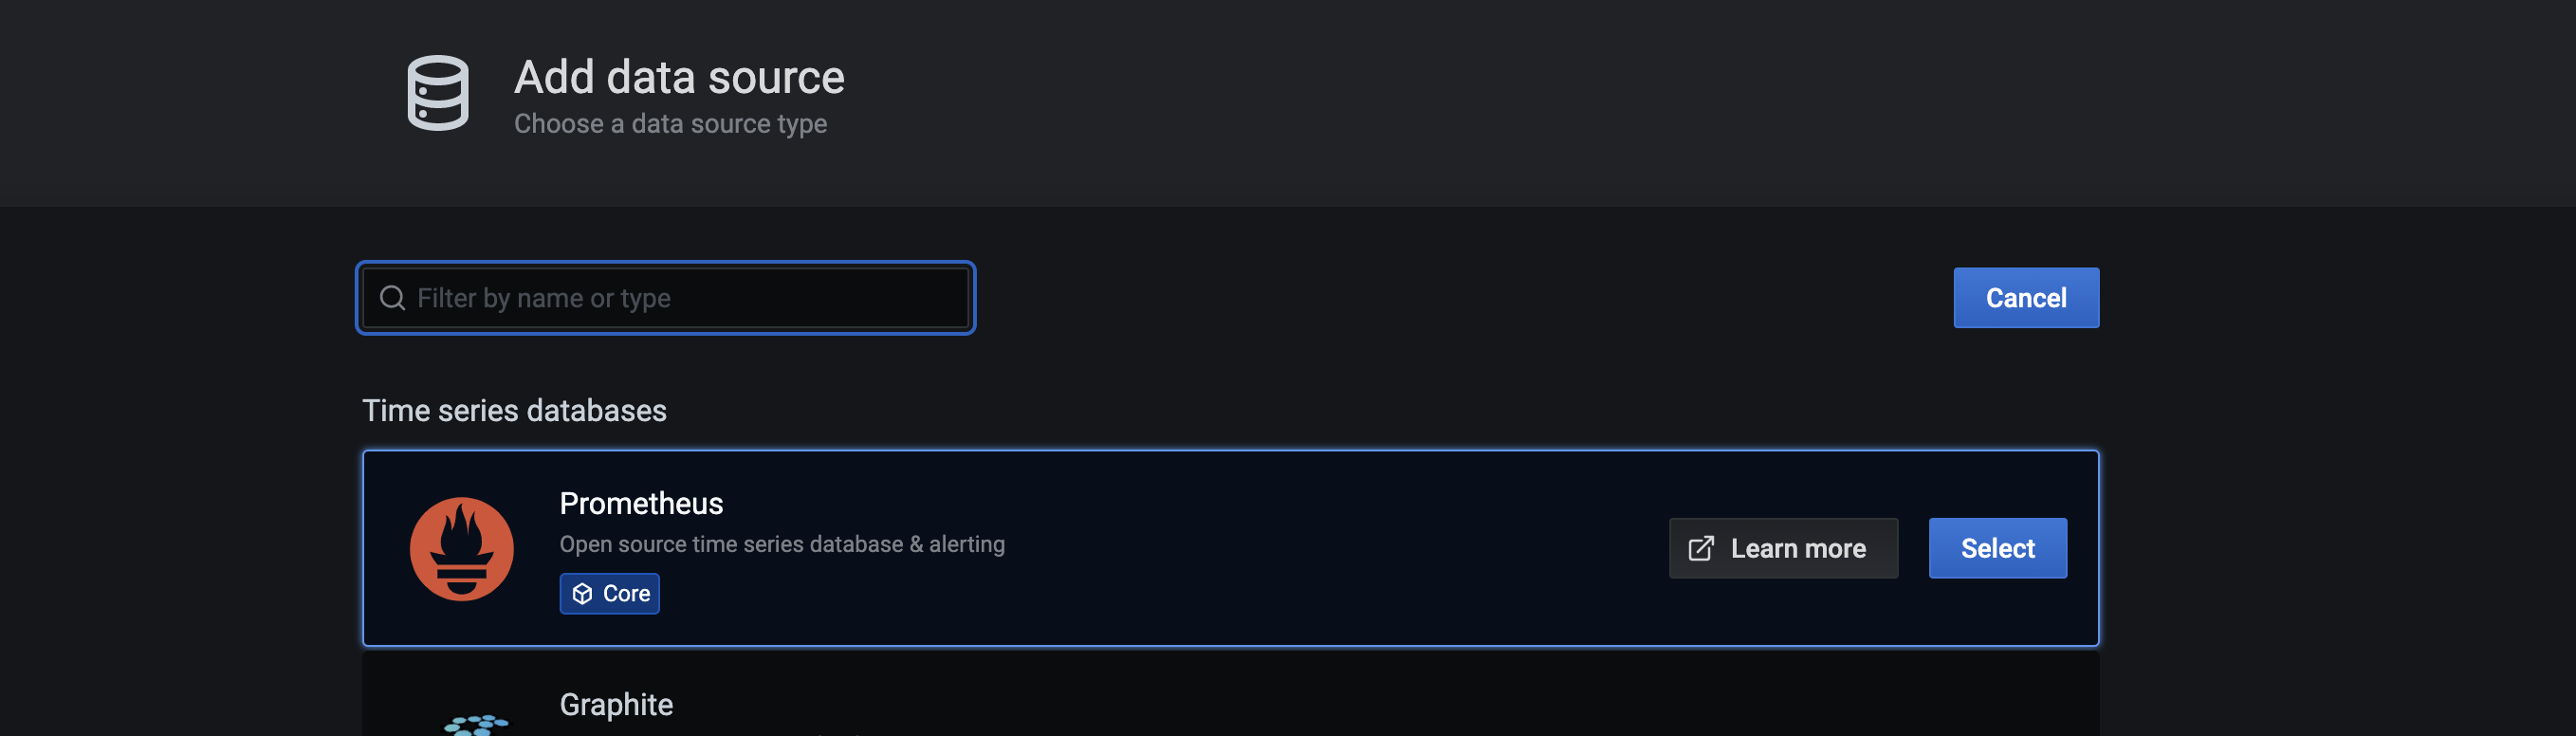 Add data source
Choose a data source type
Filter by name or type
Cancel
Time series databases
Prometheus
Open source time series database & alerting
Core
Learn more
Select
Graphite